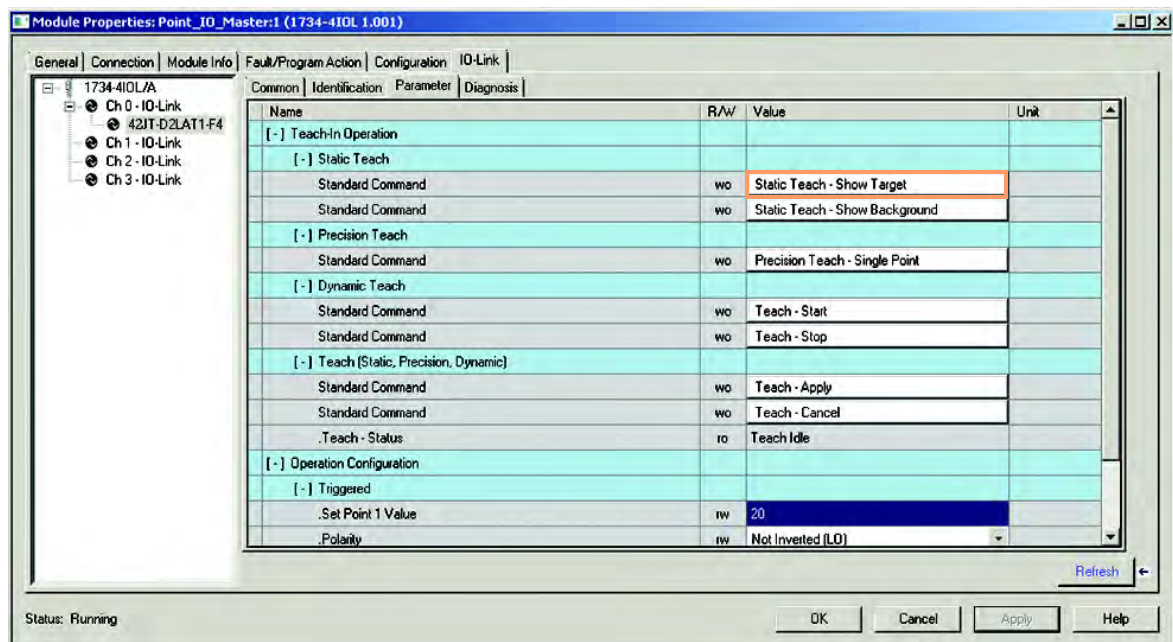 Module Properties: Point_IO_Master:1 (1734-4IOL 1.001)
General Connection Module Info Fault/Program Action Configuration IO-Link
1734-4IOL/A
Ch 0 - IO-Link
42JT-D2LAT1-F4
Ch 1 - IO-Link
Ch 2 - IO-Link
Ch 3 - IO-Link
Common Identification Parameter Diagnosis
Name R/W Value Unit
[-] Teach-In Operation
[-] Static Teach
Standard Command wo Static Teach - Show Target
Standard Command wo Static Teach - Show Background
[-] Precision Teach
Standard Command wo Precision Teach - Single Point
[-] Dynamic Teach
Standard Command wo Teach - Start
Standard Command wo Teach - Stop
[-] Teach (Static, Precision, Dynamic)
Standard Command wo Teach - Apply
Standard Command wo Teach - Cancel
.Teach - Status ro Teach Idle
[-] Operation Configuration
[-] Triggered
.Set Point 1 Value rw 20
.Polarity rw Not Inverted (LO)
Refresh
Status: Running
OK Cancel Apply Help